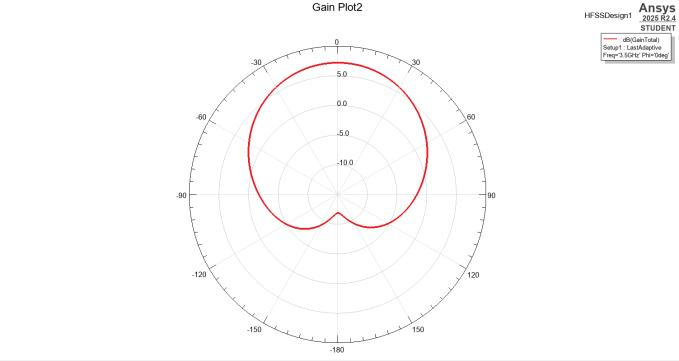 Gain Plot2
HFSSDesign1
Ansys
2025 R2.4
STUDENT
dB(GainTotal)
Setup1 : LastAdaptive
Freq='3.5GHz' Phi='0deg'
0
-30
30
5.0
-60
60
0.0
-5.0
-10.0
-90
90
-120
120
-150
150
-180